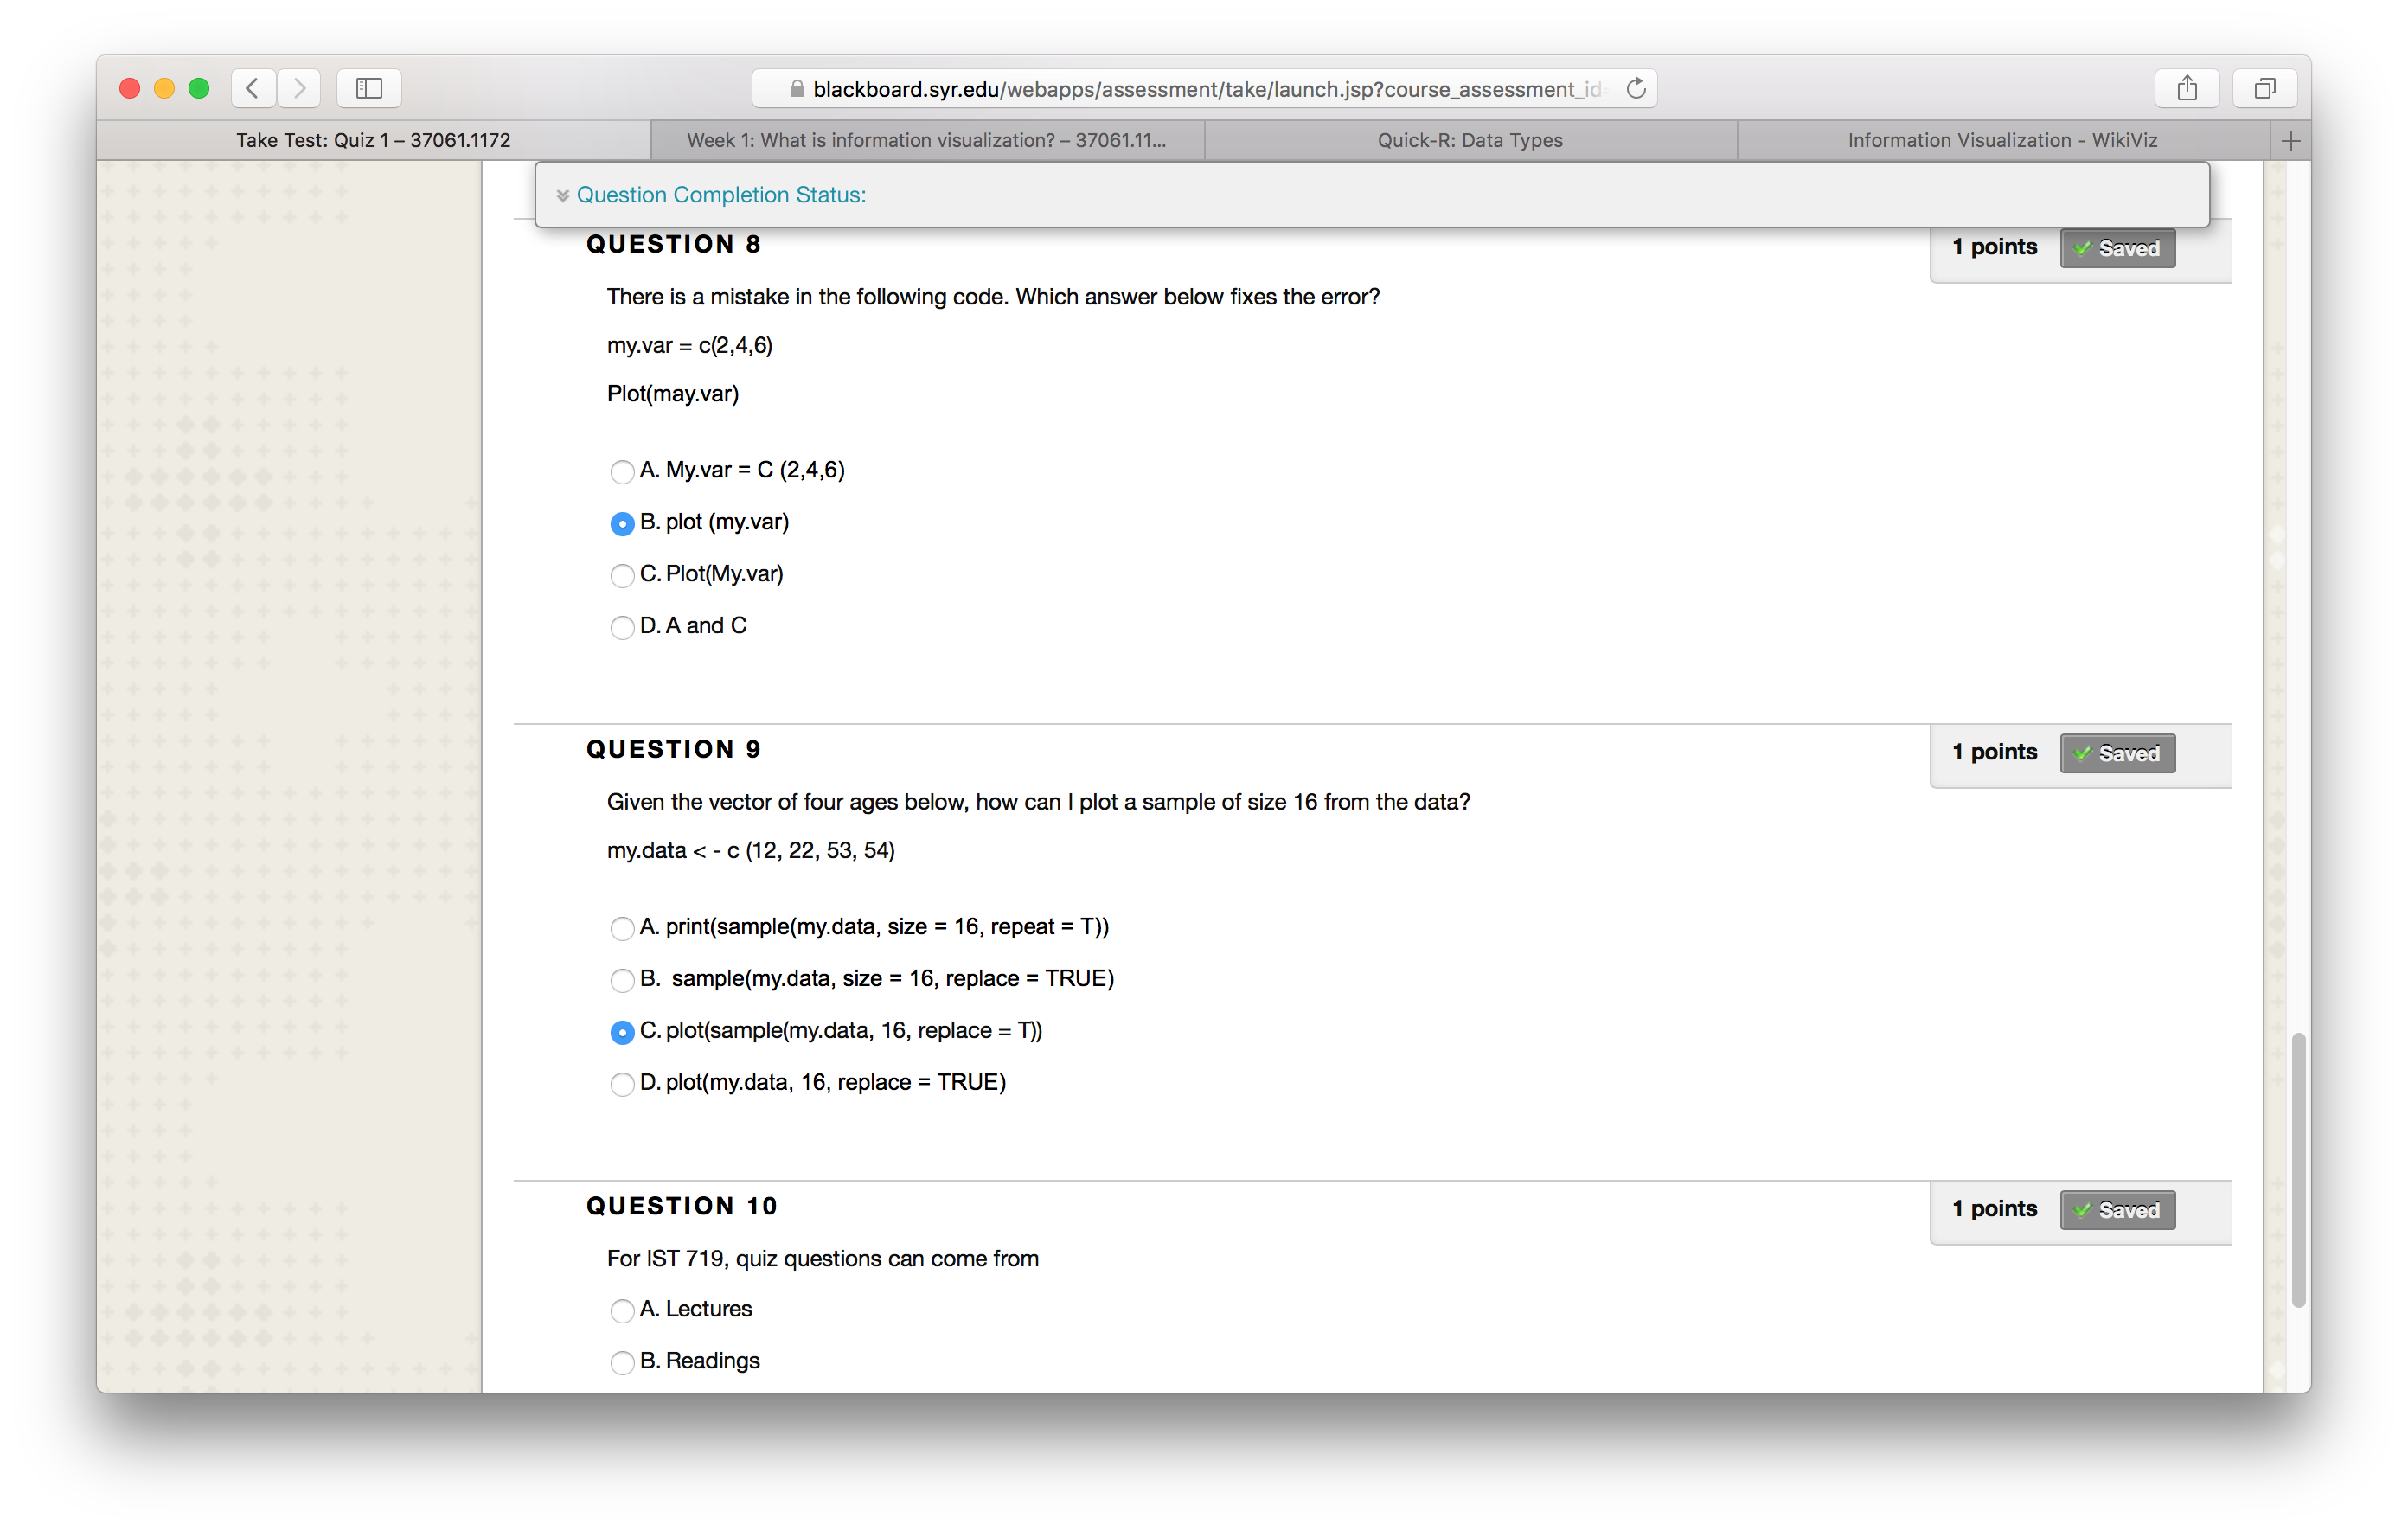 blackboard.syr.edu/webapps/assessment/take/launch.jsp?course_assessment_id
Take Test: Quiz 1 – 37061.1172
Week 1: What is information visualization? – 37061.11...
Quick-R: Data Types
Information Visualization - WikiViz
Question Completion Status:
QUESTION 8
1 points
Saved
There is a mistake in the following code. Which answer below fixes the error?
my.var = c(2,4,6)
Plot(may.var)
A. My.var = C (2,4,6)
B. plot (my.var)
C. Plot(My.var)
D. A and C
QUESTION 9
1 points
Saved
Given the vector of four ages below, how can I plot a sample of size 16 from the data?
my.data < - c (12, 22, 53, 54)
A. print(sample(my.data, size = 16, repeat = T))
B. sample(my.data, size = 16, replace = TRUE)
C. plot(sample(my.data, 16, replace = T))
D. plot(my.data, 16, replace = TRUE)
QUESTION 10
1 points
Saved
For IST 719, quiz questions can come from
A. Lectures
B. Readings